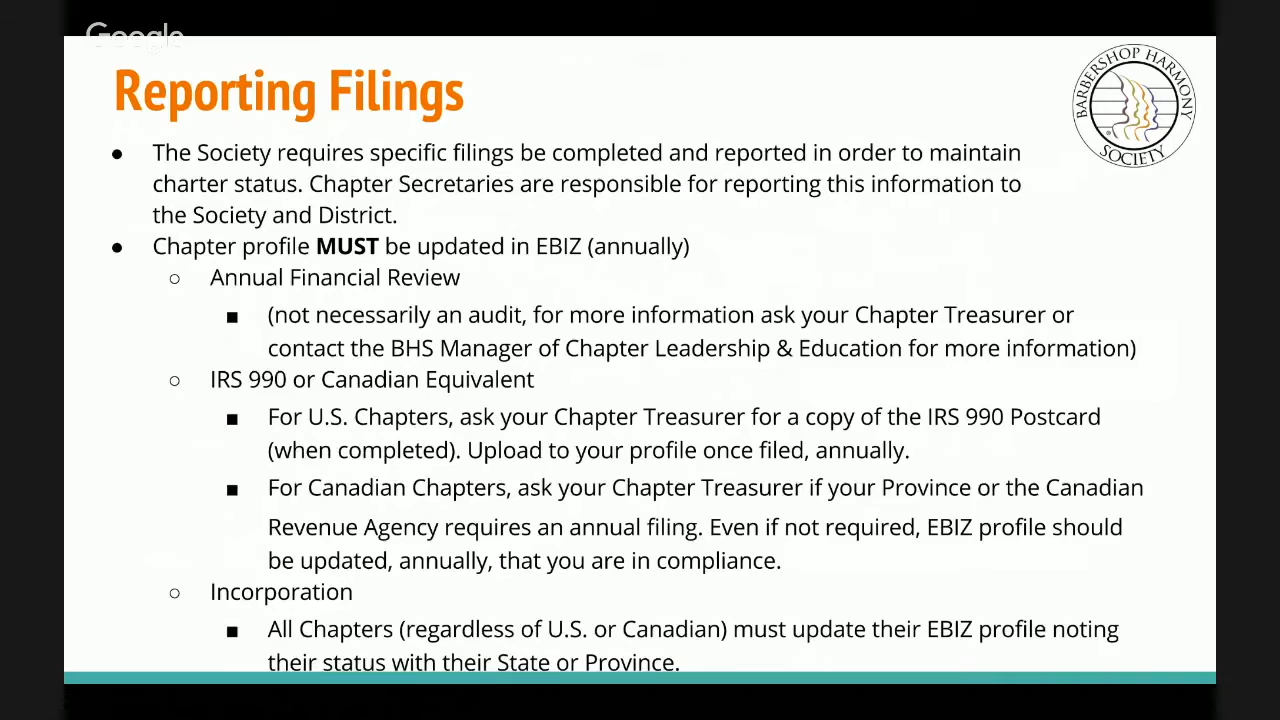 Google
Reporting Filings
BARBERSHOP HARMONY
SOCIETY
● The Society requires specific filings be completed and reported in order to maintain
charter status. Chapter Secretaries are responsible for reporting this information to
the Society and District.
● Chapter profile MUST be updated in EBIZ (annually)
○ Annual Financial Review
■ (not necessarily an audit, for more information ask your Chapter Treasurer or
contact the BHS Manager of Chapter Leadership & Education for more information)
○ IRS 990 or Canadian Equivalent
■ For U.S. Chapters, ask your Chapter Treasurer for a copy of the IRS 990 Postcard
(when completed). Upload to your profile once filed, annually.
■ For Canadian Chapters, ask your Chapter Treasurer if your Province or the Canadian
Revenue Agency requires an annual filing. Even if not required, EBIZ profile should
be updated, annually, that you are in compliance.
○ Incorporation
■ All Chapters (regardless of U.S. or Canadian) must update their EBIZ profile noting
their status with their State or Province.